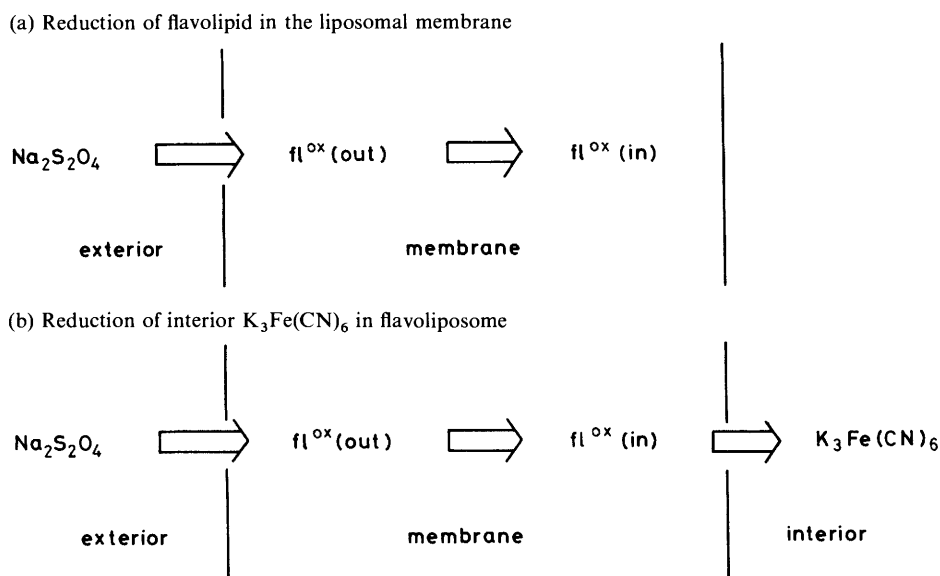 (a) Reduction of flavolipid in the liposomal membrane
Na₂S₂O₄ fl^ox (out) fl^ox (in)
exterior membrane
(b) Reduction of interior K₃Fe(CN)₆ in flavoliposome
Na₂S₂O₄ fl^ox (out) fl^ox (in) K₃Fe(CN)₆
exterior membrane interior